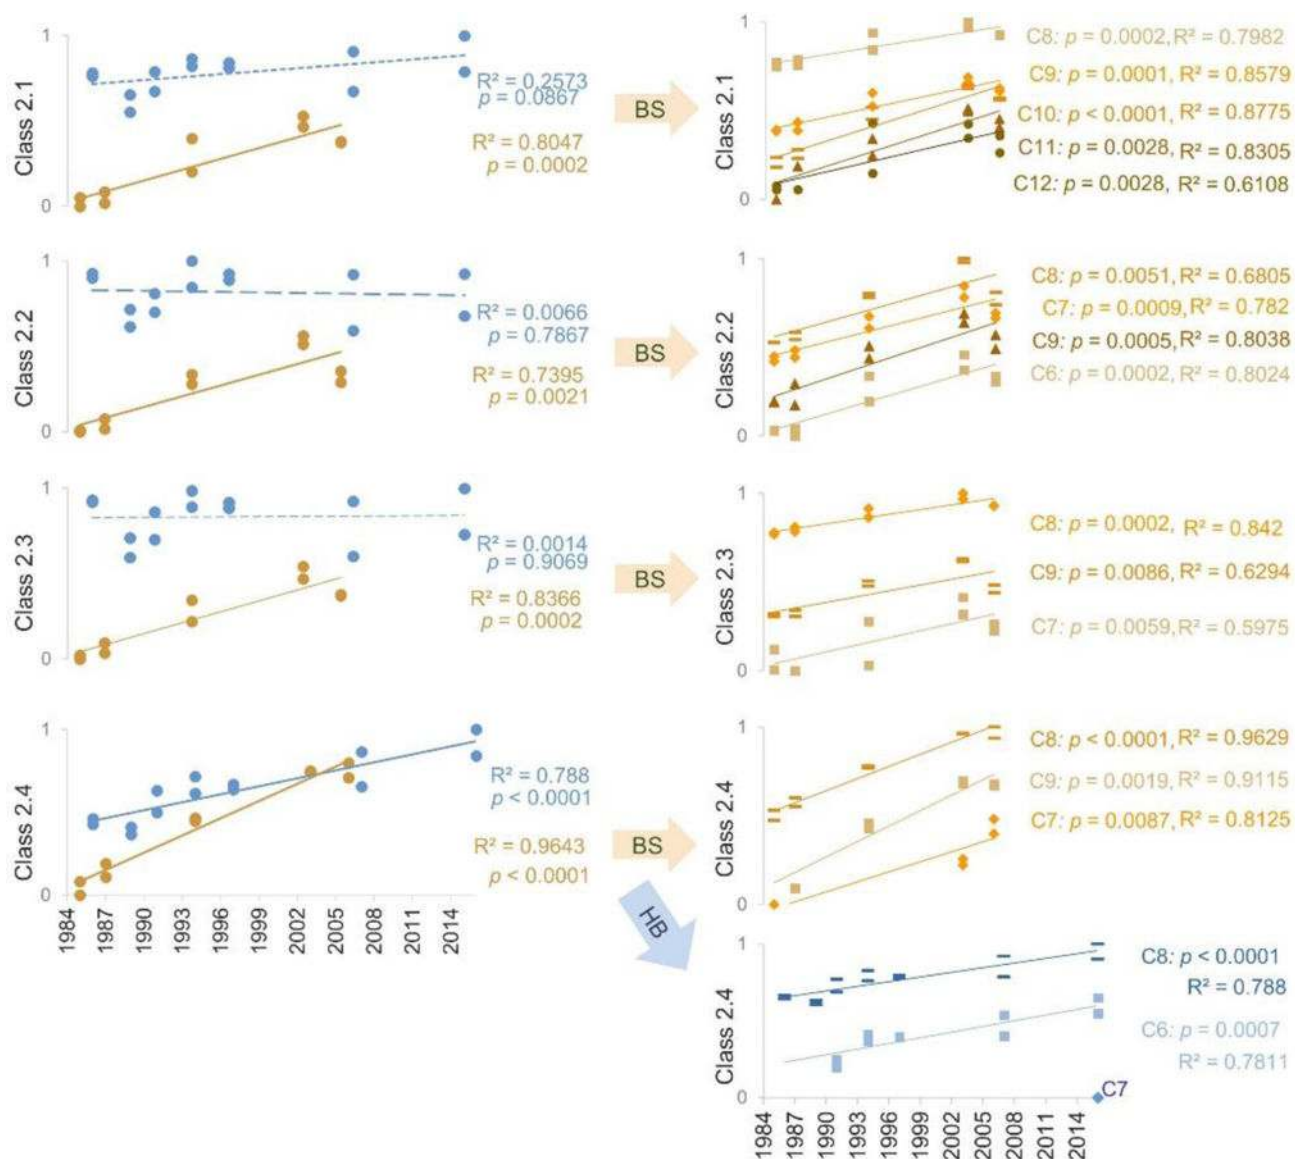 Class 2.1
1
0
R² = 0.2573
p = 0.0867
R² = 0.8047
p = 0.0002
BS
Class 2.1
1
0
C8: p = 0.0002, R² = 0.7982
C9: p = 0.0001, R² = 0.8579
C10: p < 0.0001, R² = 0.8775
C11: p = 0.0028, R² = 0.8305
C12: p = 0.0028, R² = 0.6108
Class 2.2
1
0
R² = 0.0066
p = 0.7867
R² = 0.7395
p = 0.0021
BS
Class 2.2
1
0
C8: p = 0.0051, R² = 0.6805
C7: p = 0.0009, R² = 0.782
C9: p = 0.0005, R² = 0.8038
C6: p = 0.0002, R² = 0.8024
Class 2.3
1
0
R² = 0.0014
p = 0.9069
R² = 0.8366
p = 0.0002
BS
Class 2.3
1
0
C8: p = 0.0002, R² = 0.842
C9: p = 0.0086, R² = 0.6294
C7: p = 0.0059, R² = 0.5975
Class 2.4
1
0
R² = 0.788
p < 0.0001
R² = 0.9643
p < 0.0001
1984 1987 1990 1993 1996 1999 2002 2005 2008 2011 2014
BS
HB
Class 2.4
1
0
C8: p < 0.0001, R² = 0.9629
C9: p = 0.0019, R² = 0.9115
C7: p = 0.0087, R² = 0.8125
Class 2.4
1
0
C8: p < 0.0001
R² = 0.788
C6: p = 0.0007
R² = 0.7811
C7
1984 1987 1990 1993 1996 1999 2002 2005 2008 2011 2014